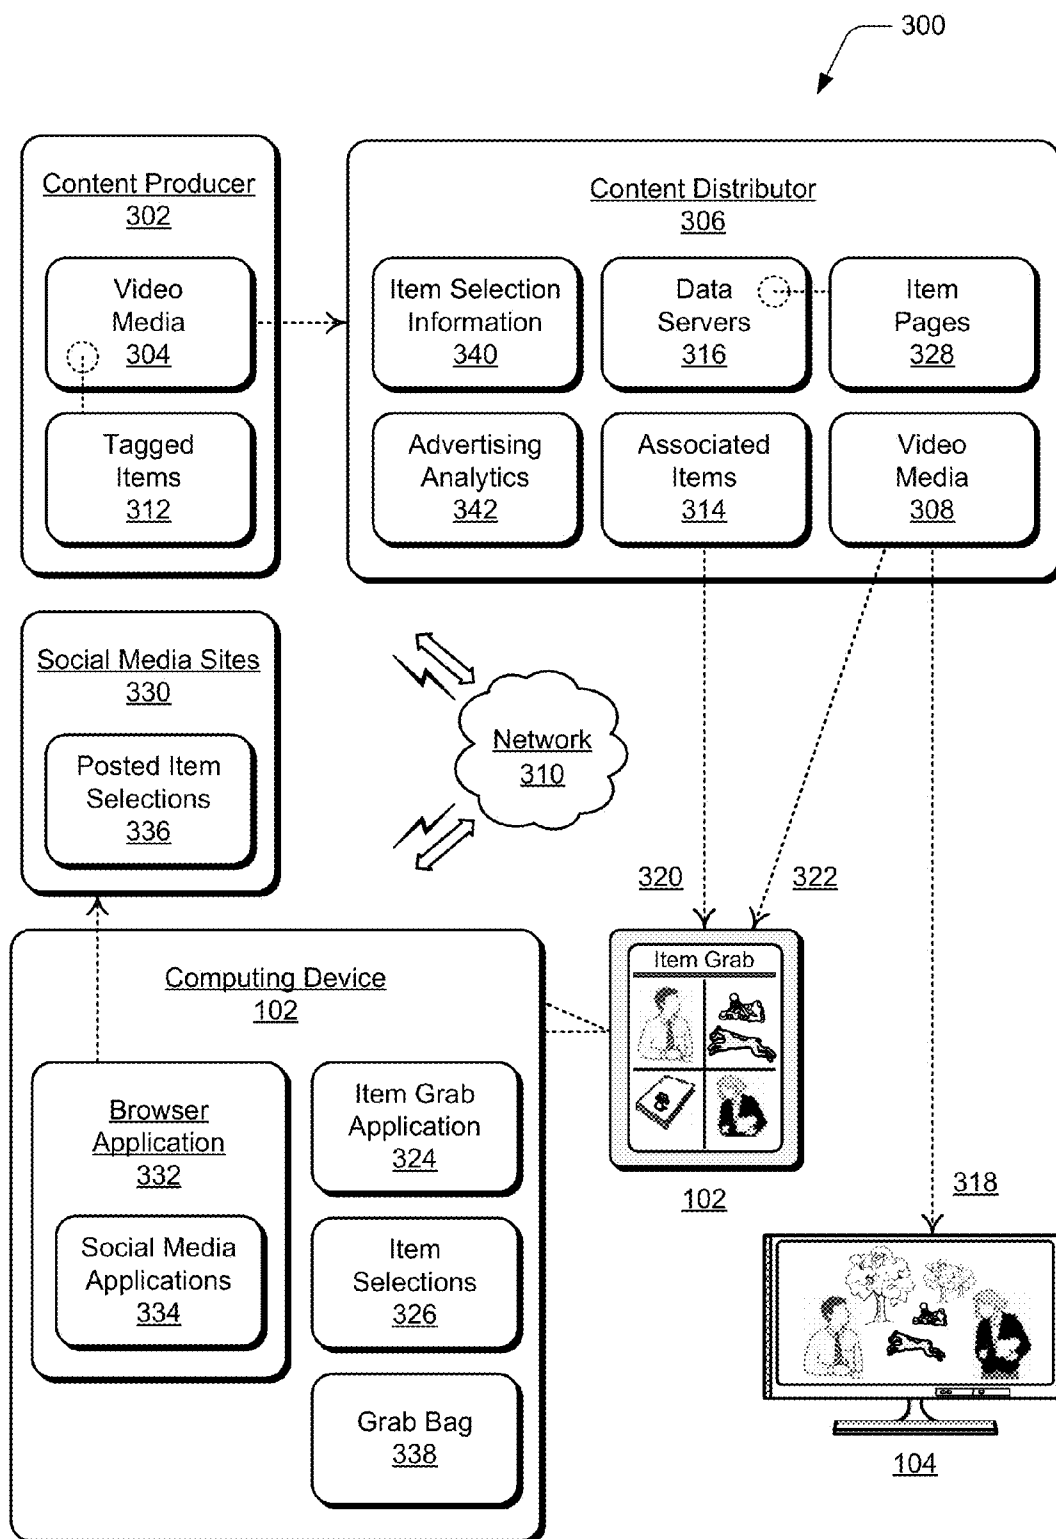 300
Content Producer
302
Video
Media
304
Tagged
Items
312
Content Distributor
306
Item Selection
Information
340
Data
Servers
316
Item
Pages
328
Advertising
Analytics
342
Associated
Items
314
Video
Media
308
Social Media Sites
330
Posted Item
Selections
336
Network
310
320
322
Item Grab
102
318
104
Computing Device
102
Browser
Application
332
Social Media
Applications
334
Item Grab
Application
324
Item
Selections
326
Grab Bag
338